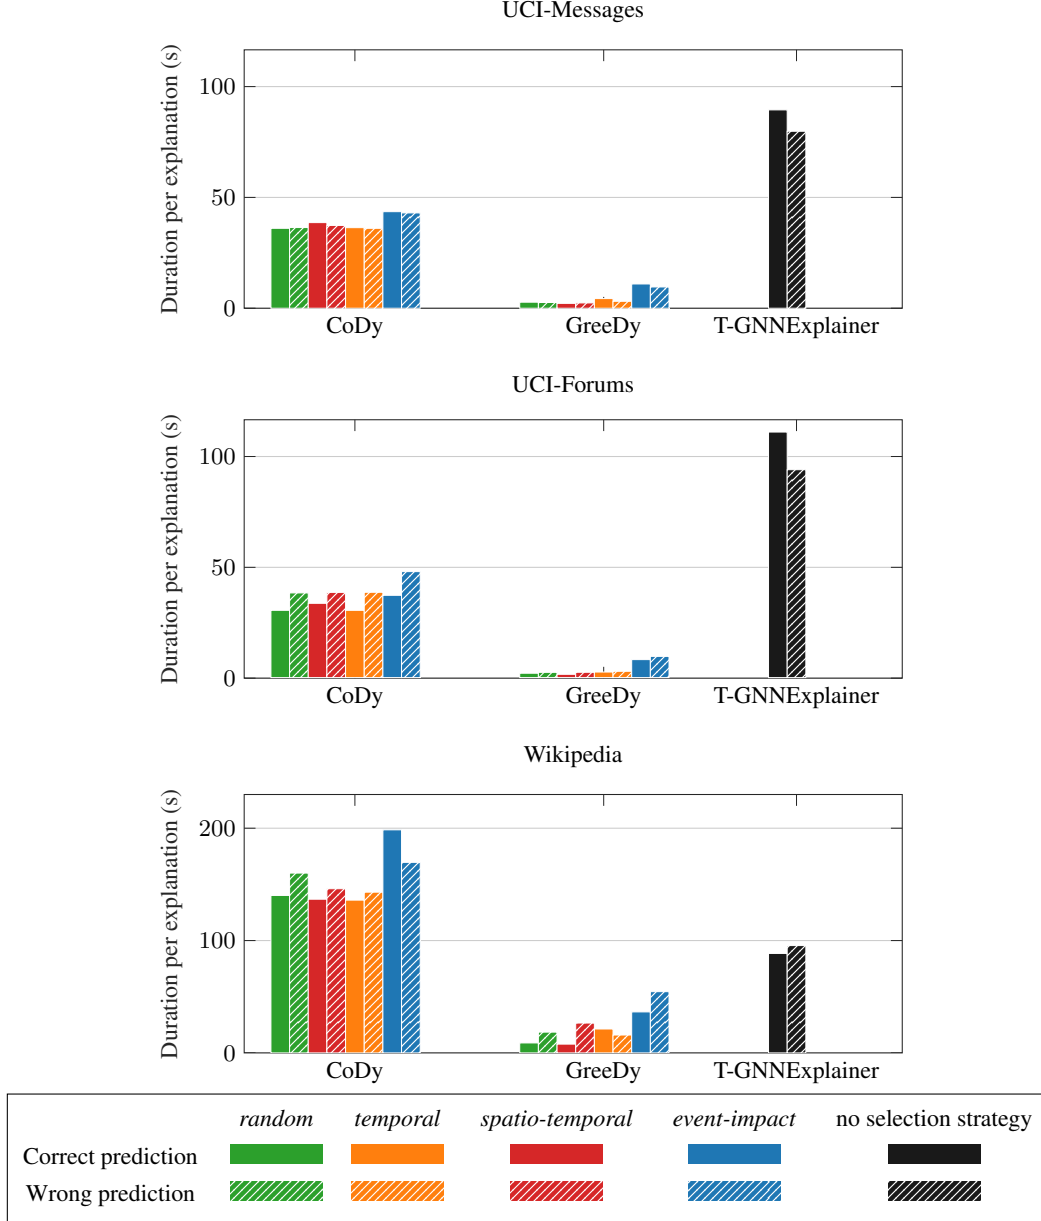 UCI-Messages
Duration per explanation (s)
100
50
0
CoDy GreeDy T-GNNExplainer
UCI-Forums
Duration per explanation (s)
100
50
0
CoDy GreeDy T-GNNExplainer
Wikipedia
Duration per explanation (s)
200
100
0
CoDy GreeDy T-GNNExplainer
random temporal spatio-temporal event-impact no selection strategy
Correct prediction
Wrong prediction